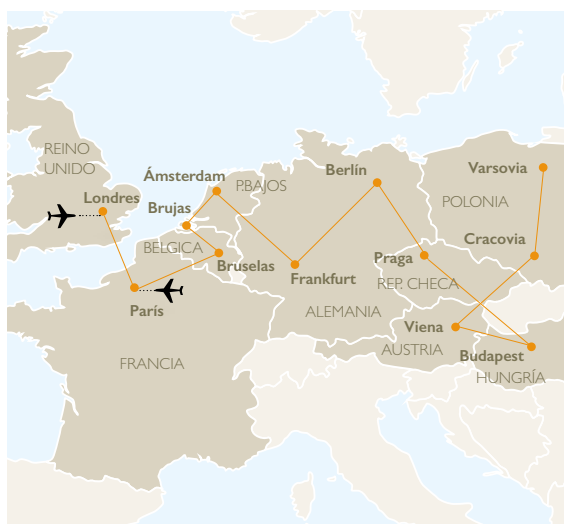 REINO
UNIDO
Londres
Ámsterdam
P.BAJOS
Berlín
Varsovia
POLONIA
Brujas
BÉLGICA
Bruselas
Cracovia
Praga
REP. CHECA
Frankfurt
París
ALEMANIA
Viena
AUSTRIA
Budapest
HUNGRÍA
FRANCIA